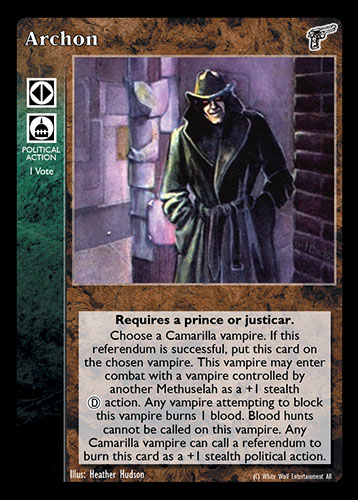 Archon
POLITICAL
ACTION
1 Vote
Requires a prince or justicar.
Choose a Camarilla vampire. If this
referendum is successful, put this card on
the chosen vampire. This vampire may enter
combat with a vampire controlled by
another Methuselah as a +1 stealth
Ⓓ action. Any vampire attempting to block
this vampire burns 1 blood. Blood hunts
cannot be called on this vampire. Any
Camarilla vampire can call a referendum to
burn this card as a +1 stealth political action.
Illus: Heather Hudson
(C) White Wolf Entertainment AB